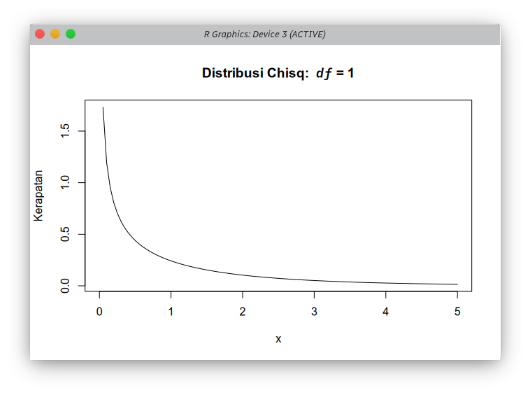 R Graphics: Device 3 (ACTIVE)
Distribusi Chisq: df = 1
Kerapatan
1.5
1.0
0.5
0.0
0 1 2 3 4 5
x